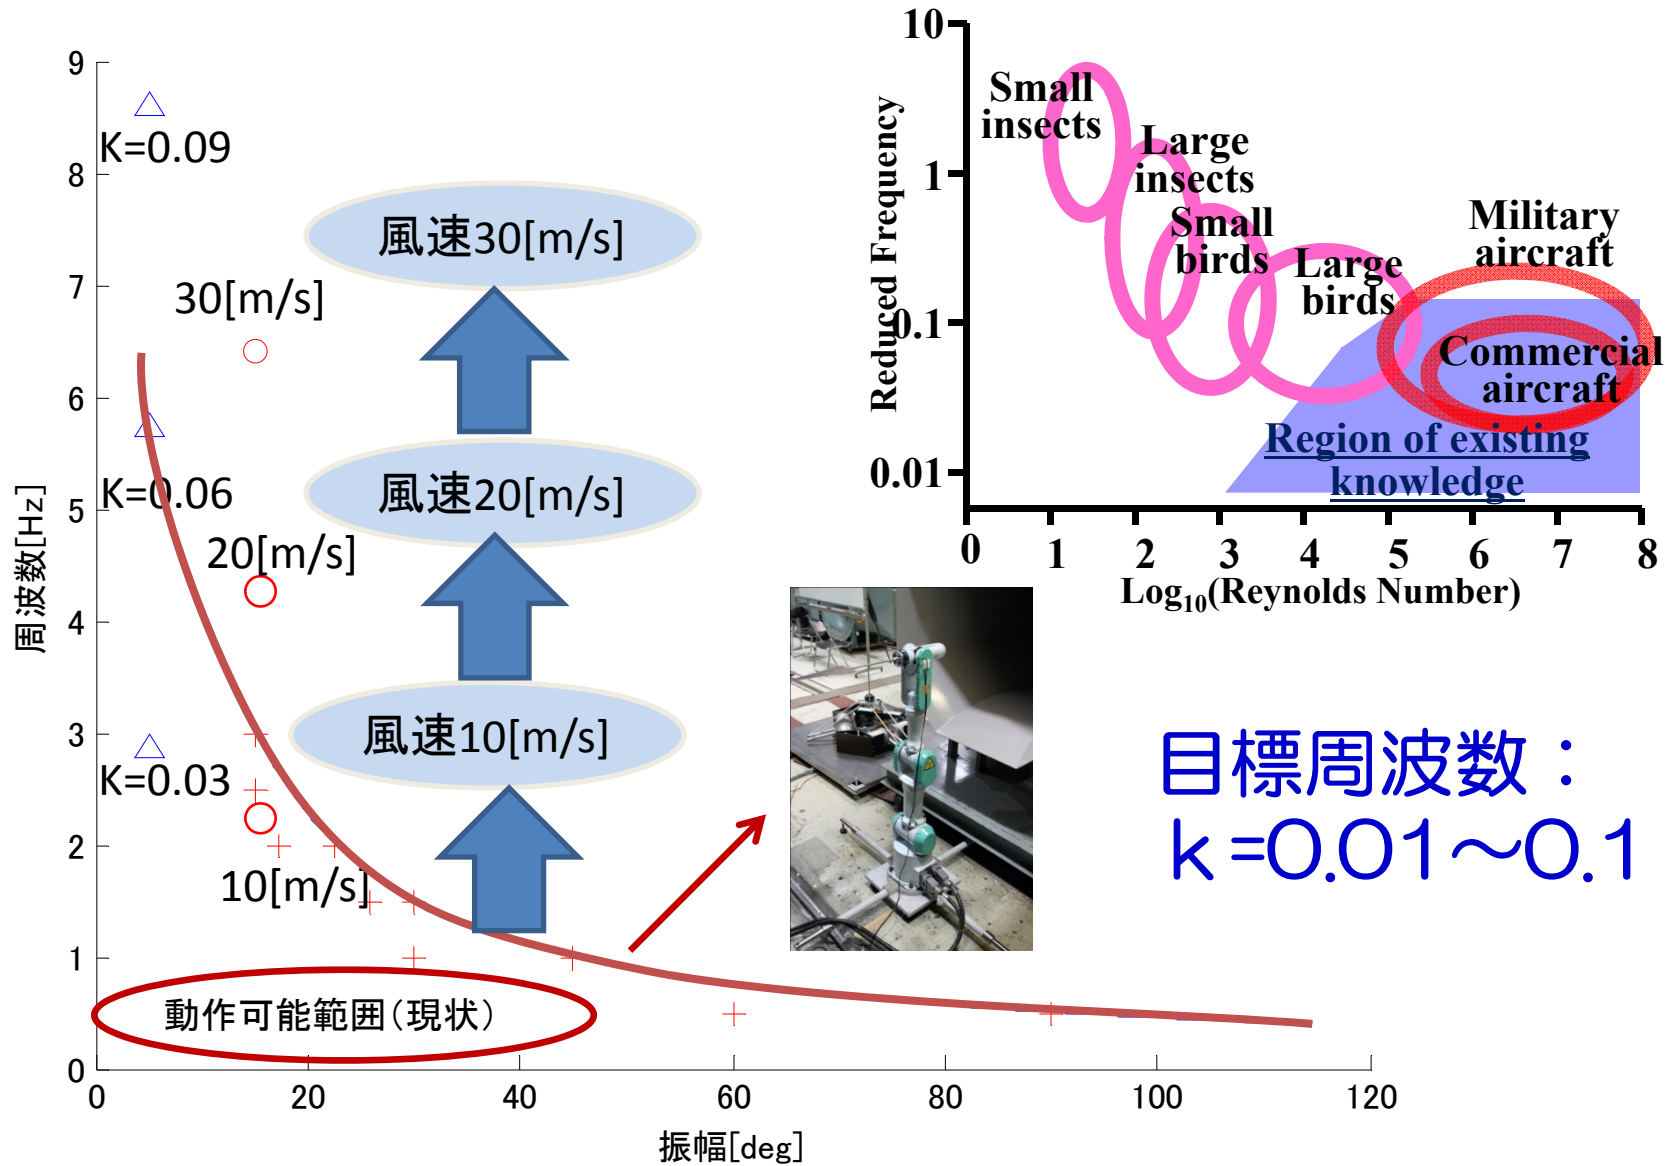 9
8
7
6
5
4
3
2
1
0
周波数[Hz]
0
20
40
60
80
100
120
振幅[deg]
K=0.09
30[m/s]
K=0.06
20[m/s]
K=0.03
10[m/s]
風速30[m/s]
風速20[m/s]
風速10[m/s]
動作可能範囲(現状)
10
1
0.1
0.01
Reduced Frequency
Small
insects
Large
insects
Small
birds
Large
birds
Military
aircraft
Commercial
aircraft
Region of existing
knowledge
0 1 2 3 4 5 6 7 8
Log₁₀(Reynolds Number)
目標周波数：
k=0.01～0.1